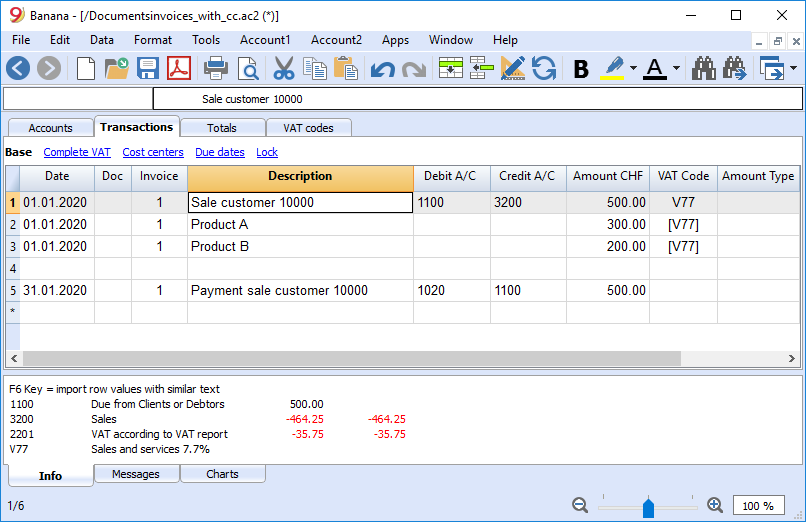 Banana - [/Documentsinvoices_with_cc.ac2 (*)]
File Edit Data Format Tools Account1 Account2 Apps Window Help
B A
Sale customer 10000
Accounts Transactions Totals VAT codes
Base Complete VAT Cost centers Due dates Lock
Date Doc Invoice Description Debit A/C Credit A/C Amount CHF VAT Code Amount Type
1 01.01.2020 1 Sale customer 10000 1100 3200 500.00 V77
2 01.01.2020 1 Product A 300.00 [V77]
3 01.01.2020 1 Product B 200.00 [V77]
4
5 31.01.2020 1 Payment sale customer 10000 1020 1100 500.00
*
F6 Key = import row values with similar text
1100 Due from Clients or Debtors 500.00
3200 Sales -464.25 -464.25
2201 VAT according to VAT report -35.75 -35.75
V77 Sales and services 7.7%
Info Messages Charts
1/6 100 %